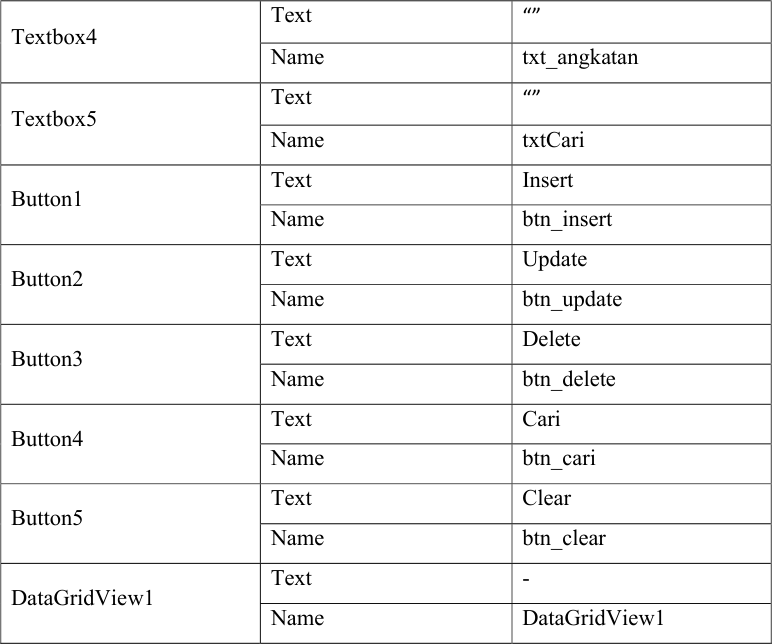 Textbox4 Text “”
Name txt_angkatan
Textbox5 Text “”
Name txtCari
Button1 Text Insert
Name btn_insert
Button2 Text Update
Name btn_update
Button3 Text Delete
Name btn_delete
Button4 Text Cari
Name btn_cari
Button5 Text Clear
Name btn_clear
DataGridView1 Text -
Name DataGridView1